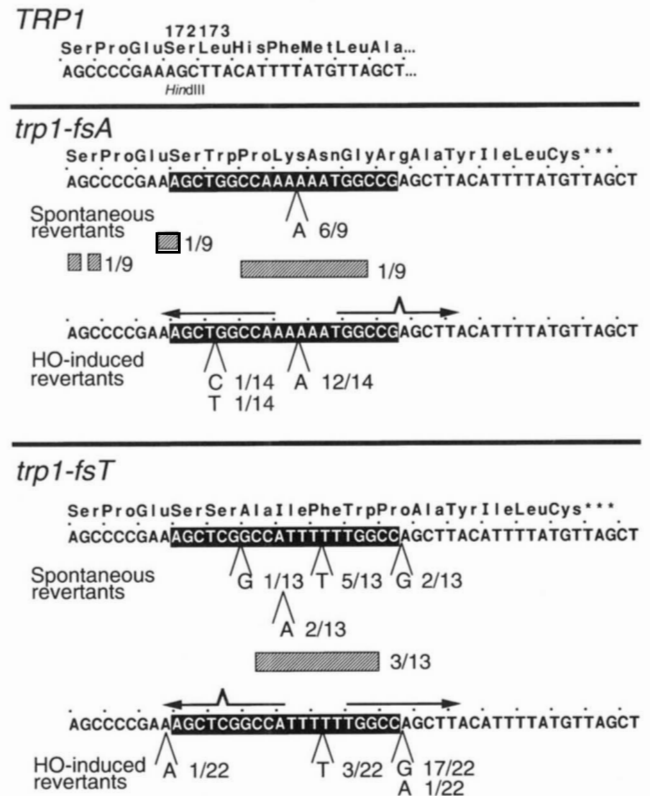 TRP1
172173
SerProGluSerLeuHisPheMetLeuAla...
AGCCCCGAAAGCTTACATTTTATGTTAGCT...
HindIII
trp1-fsA
SerProGluSerTrpProLysAsnGlyArgAlaTyrIleLeuCys***
AGCCCCGAAAGCTGGCCAAAAAATGGCCGAGCTTACATTTTATGTTAGCT
Spontaneous
revertants
A 6/9
1/9
1/9
1/9
AGCCCCGAAAGCTGGCCAAAAAATGGCCGAGCTTACATTTTATGTTAGCT
HO-induced
revertants
C 1/14
A 12/14
T 1/14
trp1-fsT
SerProGluSerSerAlaIlePheTrpProAlaTyrIleLeuCys***
AGCCCCGAAAGCTCGGCCATTTTTTGGCCAGCTTACATTTTATGTTAGCT
Spontaneous
revertants
G 1/13
T 5/13
G 2/13
A 2/13
3/13
AGCCCCGAAAGCTCGGCCATTTTTTGGCCAGCTTACATTTTATGTTAGCT
HO-induced
revertants
A 1/22
T 3/22
G 17/22
A 1/22